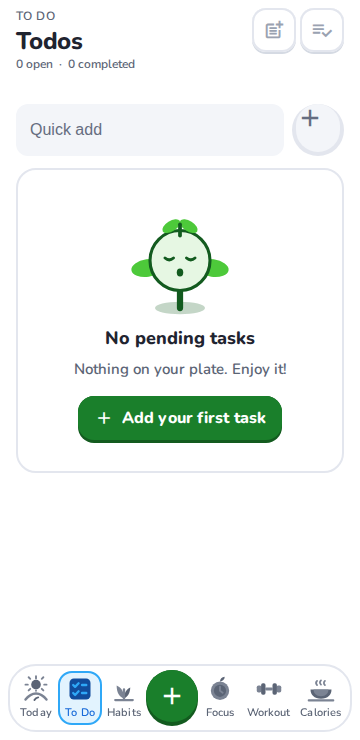 TO DO
Todos
0 open · 0 completed
Quick add
No pending tasks
Nothing on your plate. Enjoy it!
Add your first task
Today
To Do
Habits
Focus
Workout
Calories